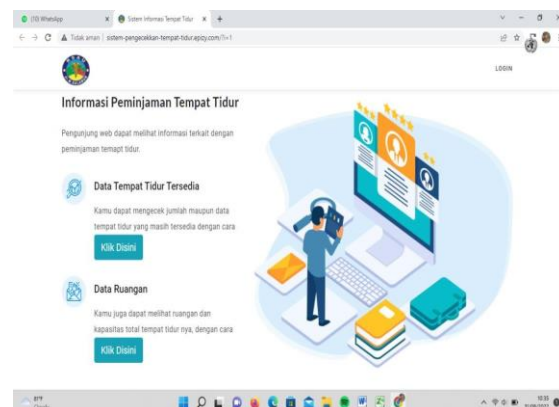 (10) WhatsApp
Sistem Informasi Tempat Tidur
Tidak aman
sistem-pengecekkan-tempat-tidur.epizy.com/?i=1
LOGIN
Informasi Peminjaman Tempat Tidur
Pengunjung web dapat melihat informasi terkait dengan
peminjaman temapt tidur.
Data Tempat Tidur Tersedia
Kamu dapat mengecek jumlah maupun data
tempat tidur yang masih tersedia dengan cara
Klik Disini
Data Ruangan
Kamu juga dapat melihat ruangan dan
kapasitas total tempat tidur nya, dengan cara
Klik Disini
10:35